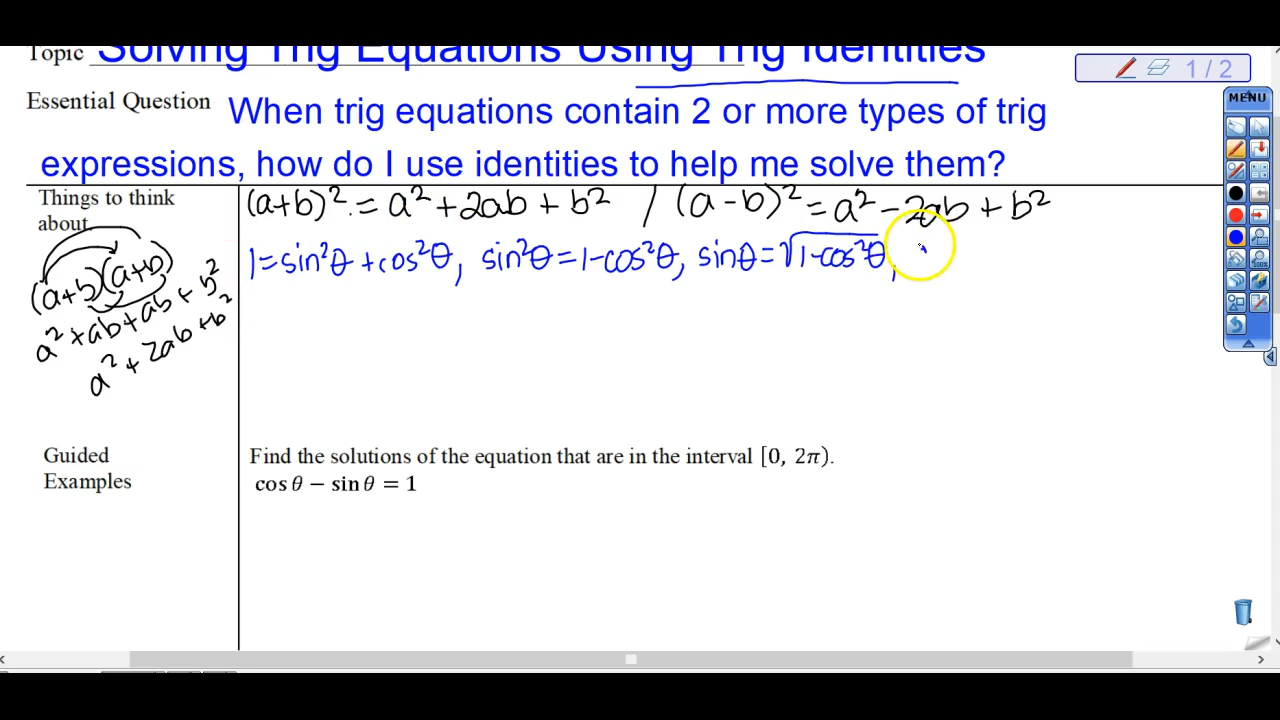 Topic Solving Trig Equations Using Trig Identities
1 / 2
Essential Question When trig equations contain 2 or more types of trig
MENU
expressions, how do I use identities to help me solve them?
Things to think
about.
(a+b)² = a² + 2ab + b² / (a - b)² = a² - 2ab + b²
1 = sin²θ + cos²θ, sin²θ = 1-cos²θ, sinθ = √1-cos²θ,
(a+b)(a+b)
a² + ab + ab + b²
a² + 2ab + b²
100%
Guided
Examples
Find the solutions of the equation that are in the interval [0, 2π).
cos θ − sin θ = 1